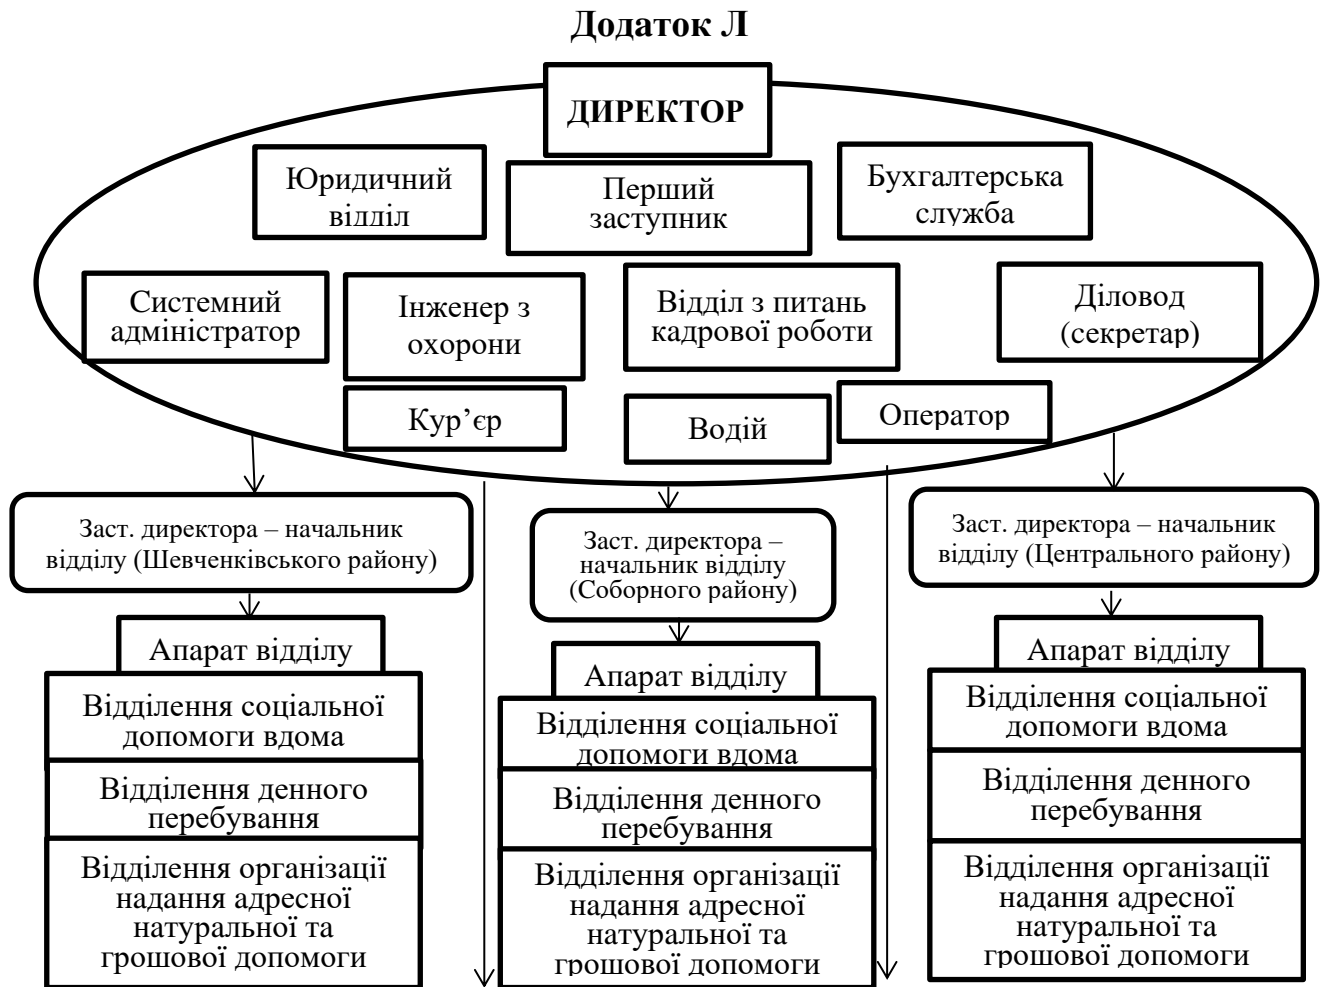 Додаток Л
ДИРЕКТОР
Юридичний
відділ
Перший
заступник
Бухгалтерська
служба
Системний
адміністратор
Інженер з
охорони
Відділ з питань
кадрової роботи
Діловод
(секретар)
Кур’єр
Водій
Оператор
Заст. директора – начальник
відділу (Шевченківського району)
Заст. директора –
начальник відділу
(Соборного району)
Заст. директора – начальник
відділу (Центрального району)
Апарат відділу
Відділення соціальної
допомоги вдома
Відділення денного
перебування
Відділення організації
надання адресної
натуральної та
грошової допомоги
Апарат відділу
Відділення соціальної
допомоги вдома
Відділення денного
перебування
Відділення організації
надання адресної
натуральної та
грошової допомоги
Апарат відділу
Відділення соціальної
допомоги вдома
Відділення денного
перебування
Відділення організації
надання адресної
натуральної та
грошової допомоги